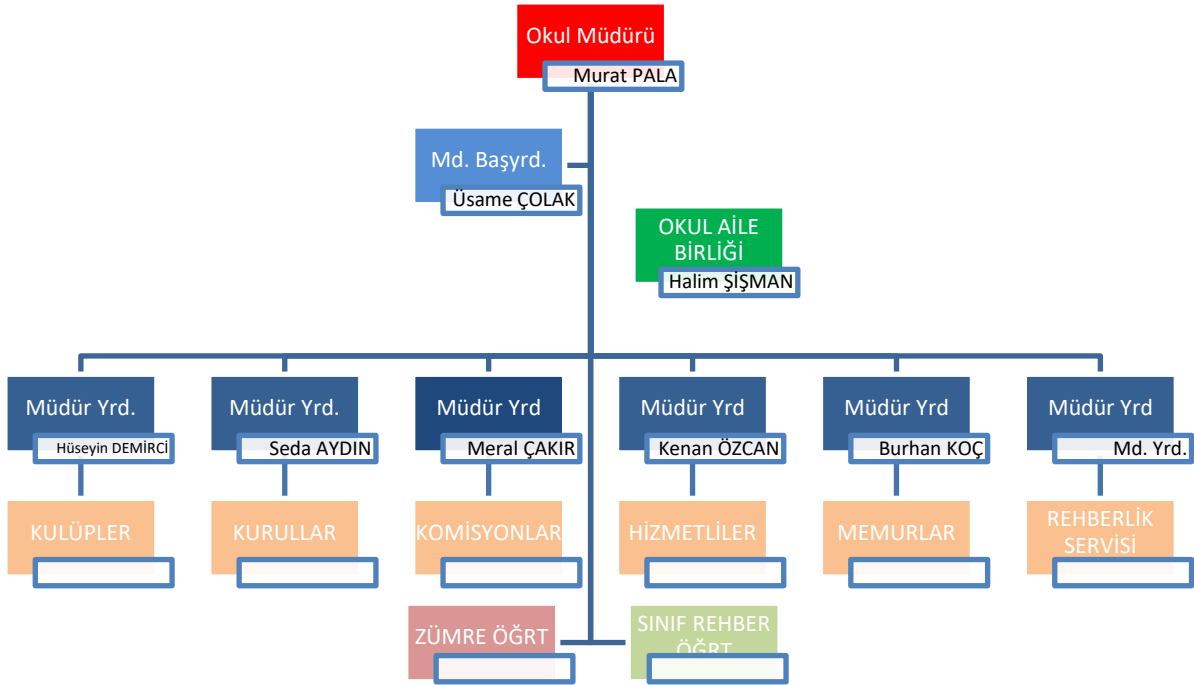 Okul Müdürü
Murat PALA
Md. Başyrd.
Üsame ÇOLAK
OKUL AİLE
BİRLİĞİ
Halim ŞİŞMAN
Müdür Yrd.
Hüseyin DEMİRCİ
Müdür Yrd.
Seda AYDIN
Müdür Yrd
Meral ÇAKIR
Müdür Yrd
Kenan ÖZCAN
Müdür Yrd
Burhan KOÇ
Müdür Yrd
Md. Yrd.
KULÜPLER
KURULLAR
KOMİSYONLAR
HİZMETLİLER
MEMURLAR
REHBERLİK
SERVİSİ
ZÜMRE ÖĞRT
SINIF REHBER
ÖĞRT